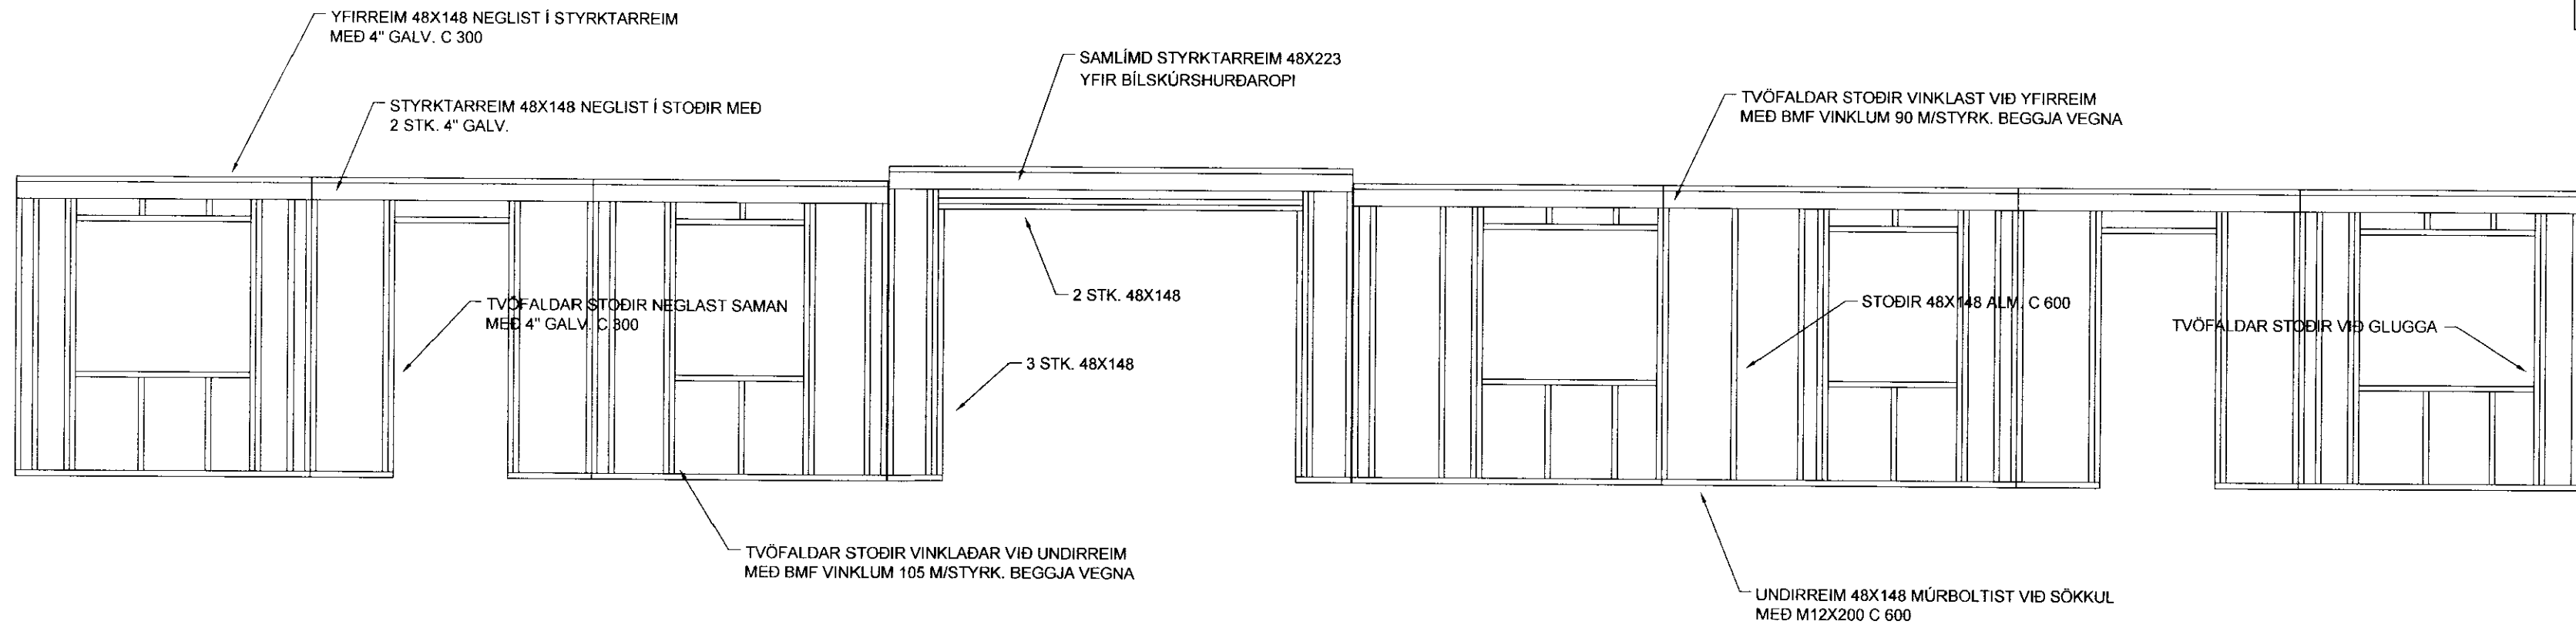 YFIRREIM 48X148 NEGLIST Í STYRKTARREIM
MEÐ 4" GALV. C 300
SAMLÍMD STYRKTARREIM 48X223
YFIR BÍLSKÚRSHURÐAROPI
STYRKTARREIM 48X148 NEGLIST Í STOÐIR MEÐ
2 STK. 4" GALV.
TVÖFALDAR STOÐIR VINKLAST VIÐ YFIRREIM
MEÐ BMF VINKLUM 90 M/STYRK. BEGGJA VEGNA
TVÖFALDAR STOÐIR NEGLAST SAMAN
MEÐ 4" GALV. C 300
2 STK. 48X148
STOÐIR 48X148 ALM. C 600
TVÖFALDAR STOÐIR VIÐ GLUGGA
3 STK. 48X148
TVÖFALDAR STOÐIR VINKLAÐAR VIÐ UNDIRREIM
MEÐ BMF VINKLUM 105 M/STYRK. BEGGJA VEGNA
UNDIRREIM 48X148 MÚRBOLTIST VIÐ SÖKKUL
MEÐ M12X200 C 600